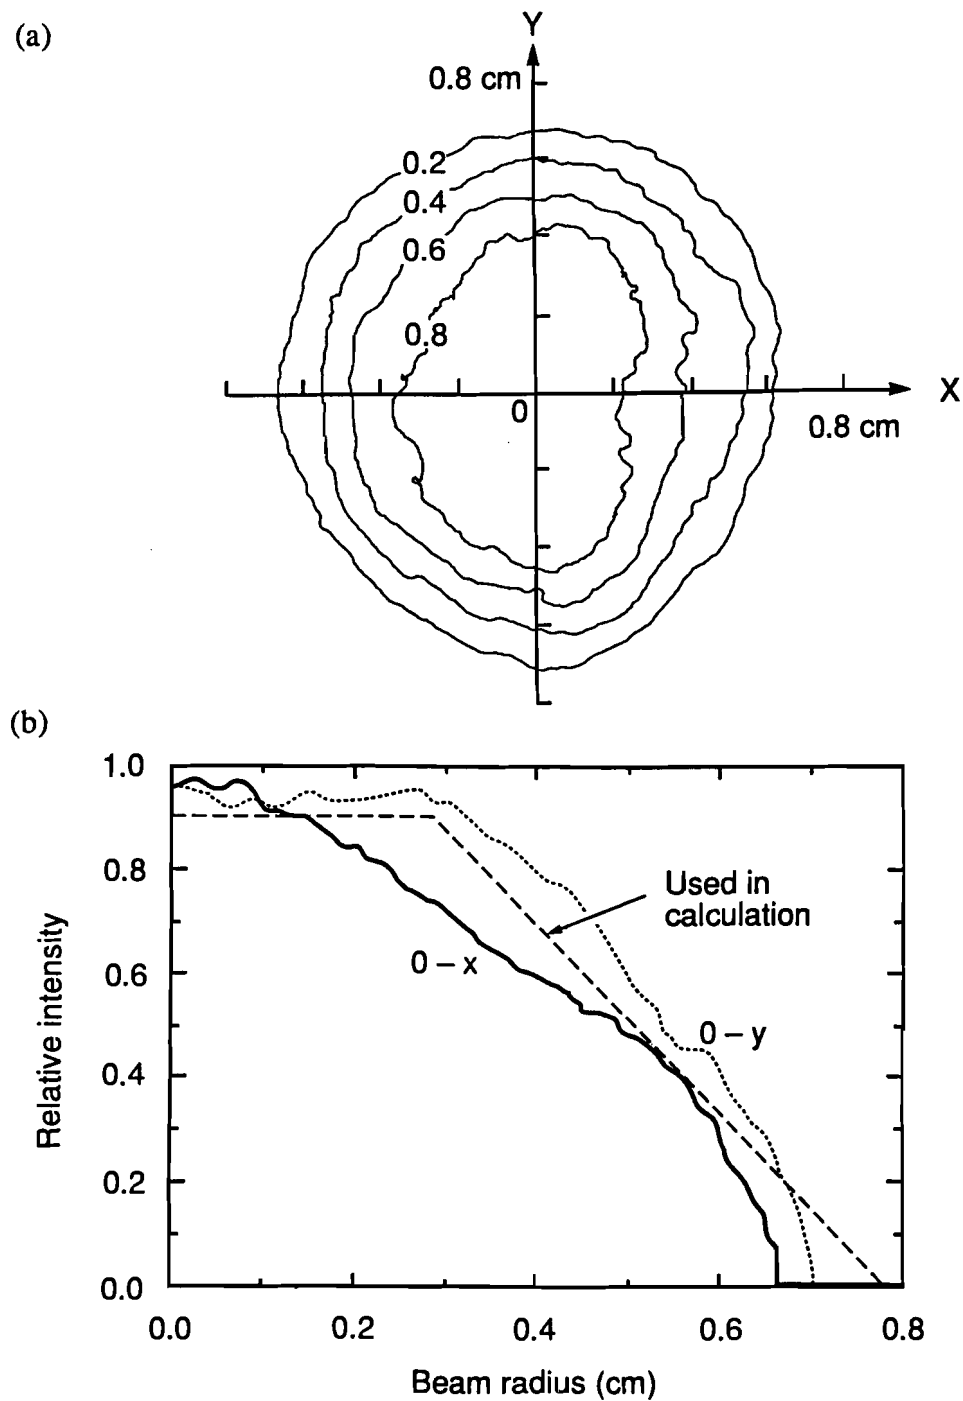 (a)
Y
0.8 cm
0.2
0.4
0.6
0.8
0
X
0.8 cm
(b)
1.0
0.8
0.6
0.4
0.2
0.0
Relative intensity
Used in
calculation
0 – x
0 – y
0.0 0.2 0.4 0.6 0.8
Beam radius (cm)